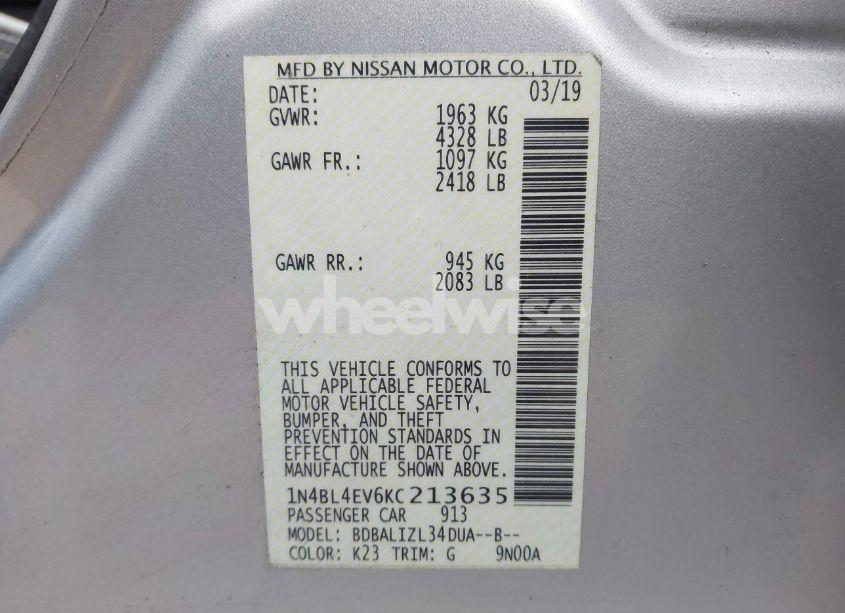 MFD BY NISSAN MOTOR CO., LTD.
DATE: 03/19
GVWR: 1963 KG
4328 LB
GAWR FR.: 1097 KG
2418 LB
GAWR RR.: 945 KG
2083 LB
wheelwise
THIS VEHICLE CONFORMS TO
ALL APPLICABLE FEDERAL
MOTOR VEHICLE SAFETY,
BUMPER, AND THEFT
PREVENTION STANDARDS IN
EFFECT ON THE DATE OF
MANUFACTURE SHOWN ABOVE.
1N4BL4EV6KC213635
PASSENGER CAR 913
MODEL: BDBALIZL34DUA--B--
COLOR: K23 TRIM: G 9N00A